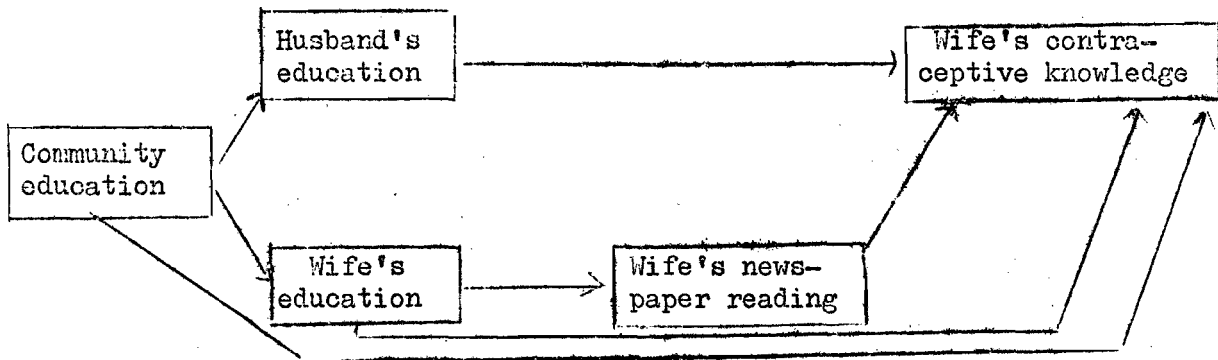 Husband's
education
Wife's contra-
ceptive knowledge
Community
education
Wife's
education
Wife's news-
paper reading